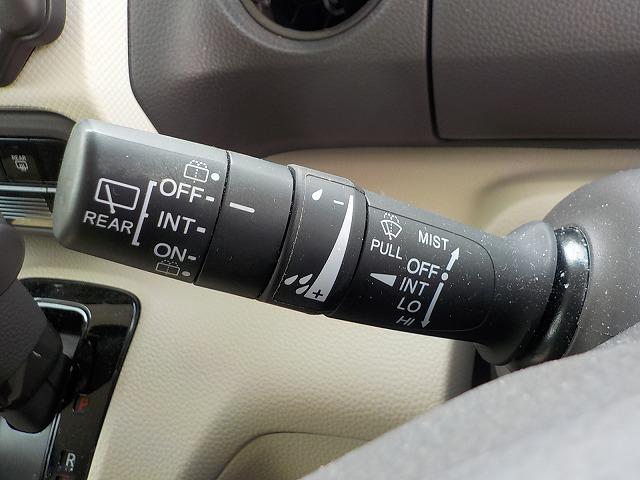 REAR
OFF
INT
ON
REAR
−
+
MIST
PULL
OFF
INT
LO
HI
P
R